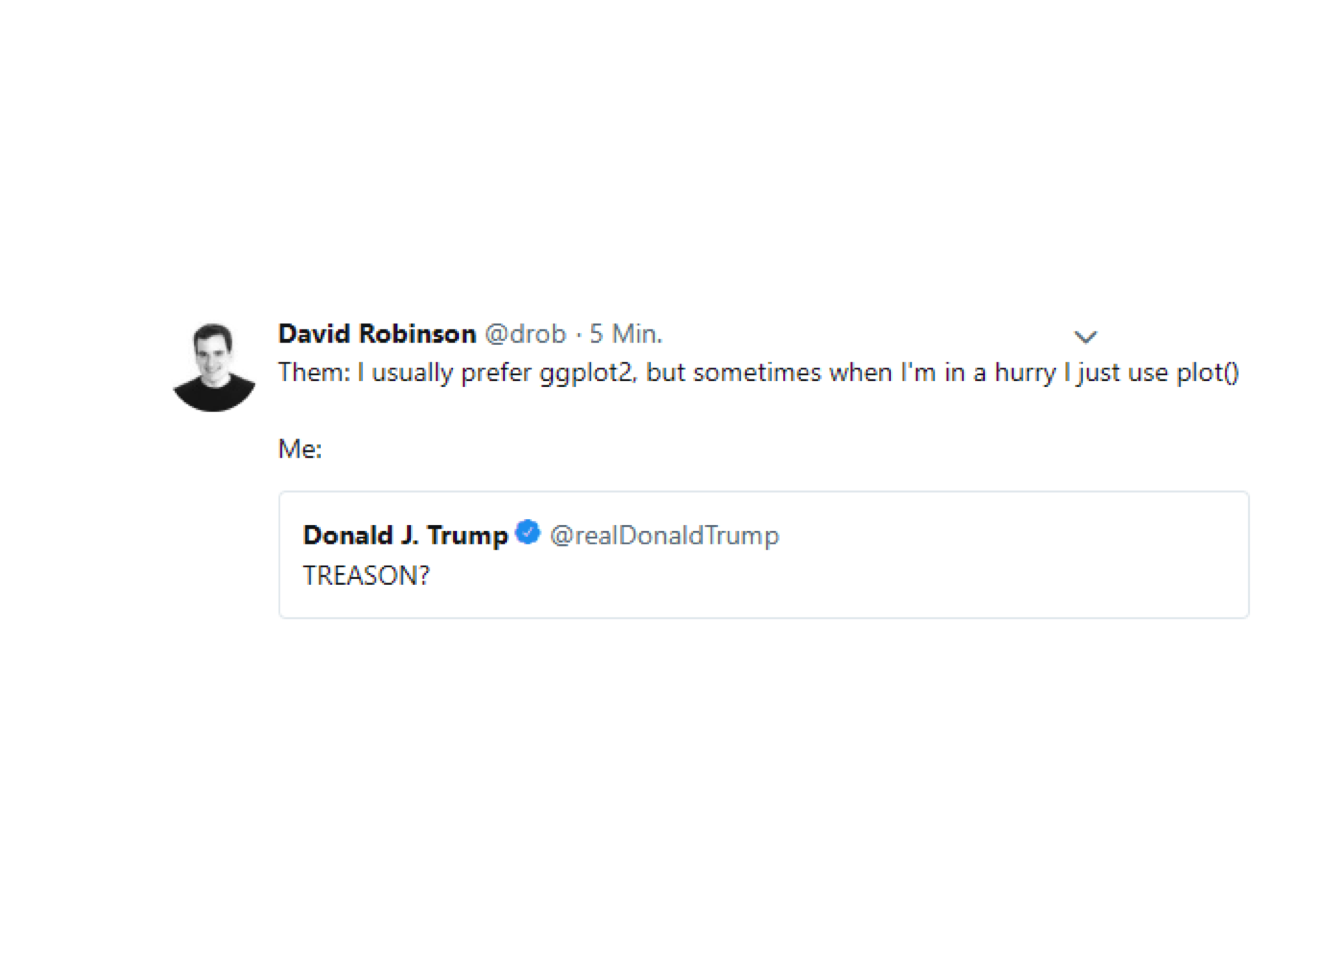 David Robinson @drob · 5 Min.
Them: I usually prefer ggplot2, but sometimes when I'm in a hurry I just use plot()
Me:
Donald J. Trump @realDonaldTrump
TREASON?